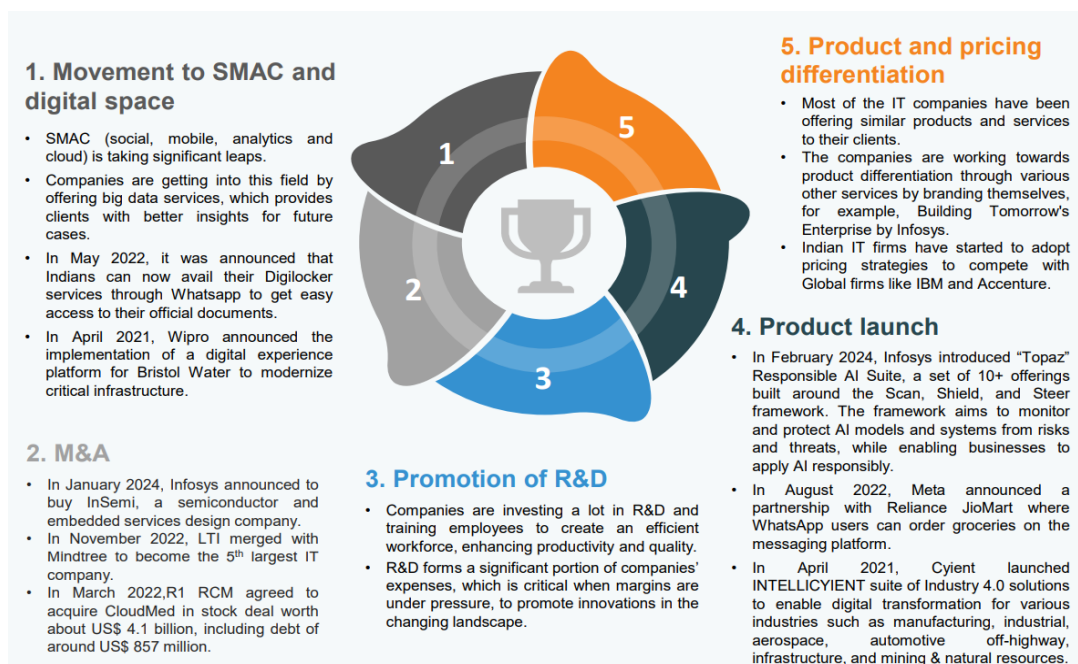 1. Movement to SMAC and
digital space
• SMAC (social, mobile, analytics and
cloud) is taking significant leaps.
• Companies are getting into this field by
offering big data services, which provides
clients with better insights for future
cases.
• In May 2022, it was announced that
Indians can now avail their Digilocker
services through Whatsapp to get easy
access to their official documents.
• In April 2021, Wipro announced the
implementation of a digital experience
platform for Bristol Water to modernize
critical infrastructure.
2. M&A
• In January 2024, Infosys announced to
buy InSemi, a semiconductor and
embedded services design company.
• In November 2022, LTI merged with
Mindtree to become the 5th largest IT
company.
• In March 2022,R1 RCM agreed to
acquire CloudMed in stock deal worth
about US$ 4.1 billion, including debt of
around US$ 857 million.
1
2
3
4
5
3. Promotion of R&D
• Companies are investing a lot in R&D and
training employees to create an efficient
workforce, enhancing productivity and quality.
• R&D forms a significant portion of companies'
expenses, which is critical when margins are
under pressure, to promote innovations in the
changing landscape.
5. Product and pricing
differentiation
• Most of the IT companies have been
offering similar products and services
to their clients.
• The companies are working towards
product differentiation through various
other services by branding themselves,
for example, Building Tomorrow's
Enterprise by Infosys.
• Indian IT firms have started to adopt
pricing strategies to compete with
Global firms like IBM and Accenture.
4. Product launch
• In February 2024, Infosys introduced “Topaz”
Responsible AI Suite, a set of 10+ offerings
built around the Scan, Shield, and Steer
framework. The framework aims to monitor
and protect AI models and systems from risks
and threats, while enabling businesses to
apply AI responsibly.
• In August 2022, Meta announced a
partnership with Reliance JioMart where
WhatsApp users can order groceries on the
messaging platform.
• In April 2021, Cyient launched
INTELLICYIENT suite of Industry 4.0 solutions
to enable digital transformation for various
industries such as manufacturing, industrial,
aerospace, automotive off-highway,
infrastructure, and mining & natural resources.